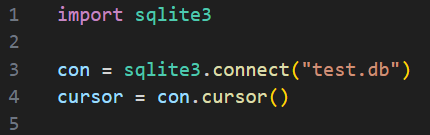 1 import sqlite3
2
3 con = sqlite3.connect("test.db")
4 cursor = con.cursor()
5